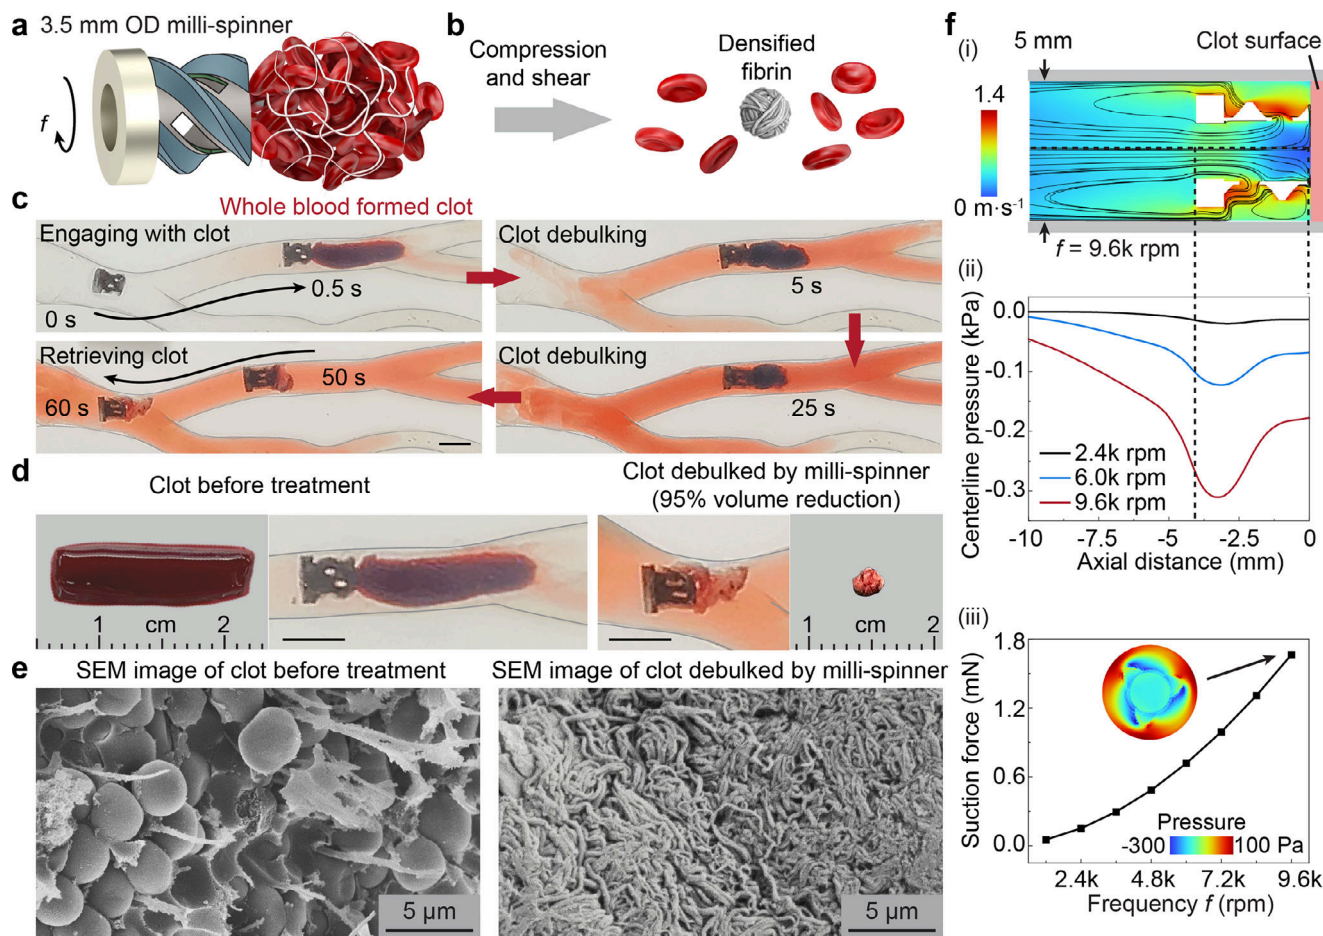 a 3.5 mm OD milli-spinner
f
b
Compression
and shear
Densified
fibrin
c
Whole blood formed clot
Engaging with clot
0 s
0.5 s
Clot debulking
5 s
Retrieving clot
50 s
60 s
Clot debulking
25 s
d
Clot before treatment
Clot debulked by milli-spinner
(95% volume reduction)
1 cm 2
1 cm 2
e
SEM image of clot before treatment
SEM image of clot debulked by milli-spinner
5 μm
5 μm
f
(i)
5 mm
Clot surface
1.4
0 m·s⁻¹
f = 9.6k rpm
(ii)
Centerline pressure (kPa)
0.0
-0.1
-0.2
-0.3
2.4k rpm
6.0k rpm
9.6k rpm
-10 -7.5 -5 -2.5 0
Axial distance (mm)
(iii)
Suction force (mN)
1.8
1.2
0.6
0.0
Pressure
-300 100 Pa
2.4k 4.8k 7.2k 9.6k
Frequency f (rpm)